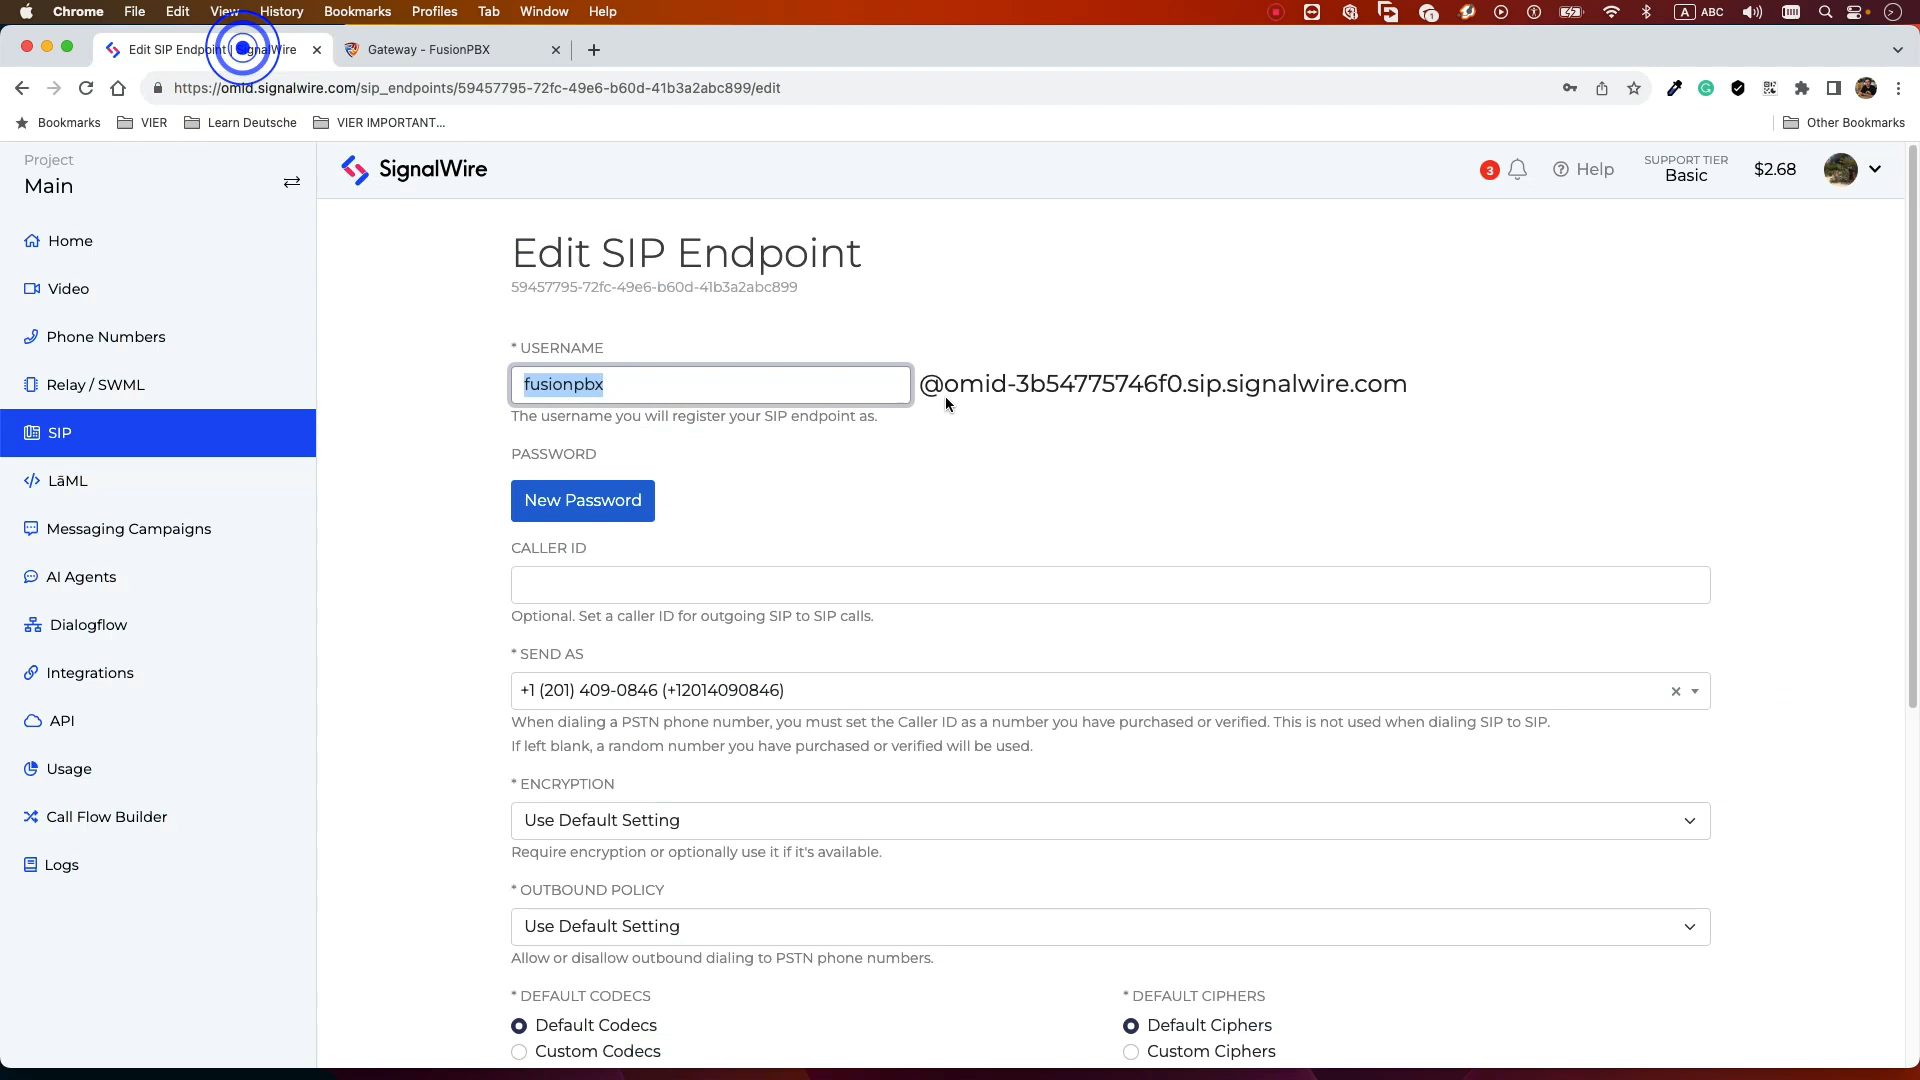 Chrome File Edit View History Bookmarks Profiles Tab Window Help
A ABC
Edit SIP Endpoint | SignalWire
Gateway - FusionPBX
https://omid.signalwire.com/sip_endpoints/59457795-72fc-49e6-b60d-41b3a2abc899/edit
Bookmarks VIER Learn Deutsche VIER IMPORTANT... Other Bookmarks
Project
Main
SignalWire
3
Help
SUPPORT TIER
Basic
$2.68
Home
Video
Phone Numbers
Relay / SWML
SIP
LāML
Messaging Campaigns
AI Agents
Dialogflow
Integrations
API
Usage
Call Flow Builder
Logs
Edit SIP Endpoint
59457795-72fc-49e6-b60d-41b3a2abc899
* USERNAME
fusionpbx @omid-3b54775746f0.sip.signalwire.com
The username you will register your SIP endpoint as.
PASSWORD
New Password
CALLER ID
Optional. Set a caller ID for outgoing SIP to SIP calls.
* SEND AS
+1 (201) 409-0846 (+12014090846)
When dialing a PSTN phone number, you must set the Caller ID as a number you have purchased or verified. This is not used when dialing SIP to SIP.
If left blank, a random number you have purchased or verified will be used.
* ENCRYPTION
Use Default Setting
Require encryption or optionally use it if it's available.
* OUTBOUND POLICY
Use Default Setting
Allow or disallow outbound dialing to PSTN phone numbers.
* DEFAULT CODECS
Default Codecs
Custom Codecs
* DEFAULT CIPHERS
Default Ciphers
Custom Ciphers